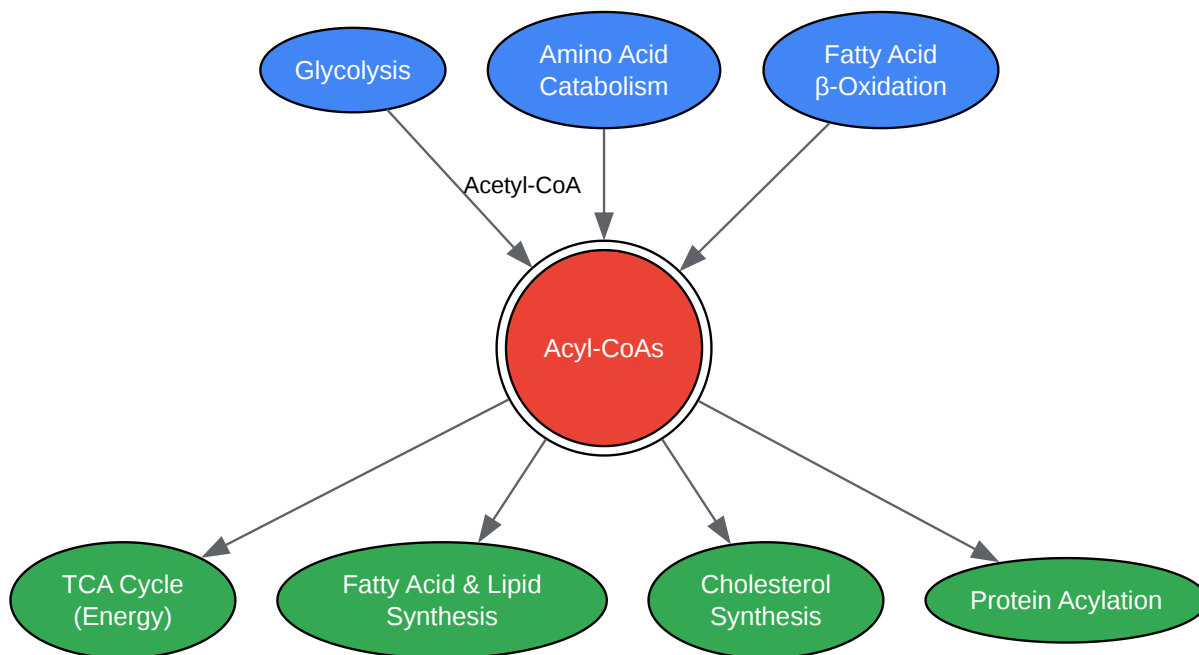 Glycolysis
Amino Acid
Catabolism
Fatty Acid
β-Oxidation
Acetyl-CoA
Acyl-CoAs
TCA Cycle
(Energy)
Fatty Acid & Lipid
Synthesis
Cholesterol
Synthesis
Protein Acylation